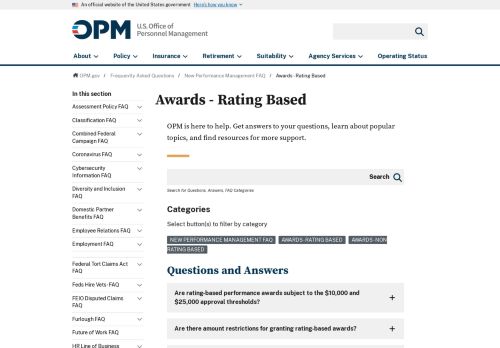 An official website of the United States government Here's how you know
OPM U.S. Office of
Personnel Management
About Policy Insurance Retirement Suitability Agency Services Operating Status
OPM.gov / Frequently Asked Questions / New Performance Management FAQ / Awards - Rating Based
In this section
Assessment Policy FAQ
Classification FAQ
Combined Federal
Campaign FAQ
Coronavirus FAQ
Cybersecurity
Information FAQ
Diversity and Inclusion
FAQ
Domestic Partner
Benefits FAQ
Employee Relations FAQ
Employment FAQ
Federal Tort Claims Act
FAQ
Feds Hire Vets - FAQ
FEIO Disputed Claims
FAQ
Furlough FAQ
Future of Work FAQ
HR Line of Business
Awards - Rating Based
OPM is here to help. Get answers to your questions, learn about popular
topics, and find resources for more support.
Search
Search for Questions, Answers, FAQ Categories
Categories
Select button(s) to filter by category
NEW PERFORMANCE MANAGEMENT FAQ AWARDS - RATING BASED AWARDS - NON
RATING BASED
Questions and Answers
Are rating-based performance awards subject to the $10,000 and
$25,000 approval thresholds?
Are there amount restrictions for granting rating-based awards?